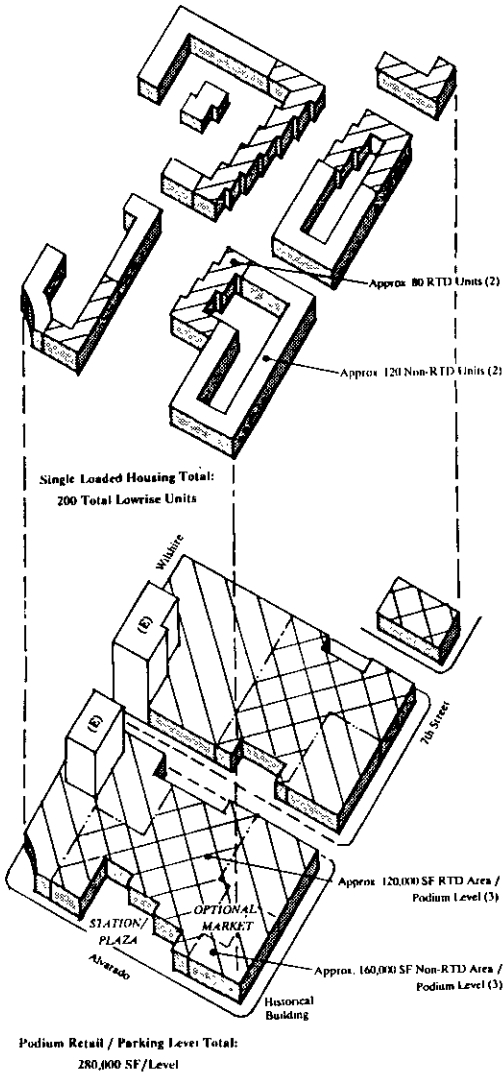 Approx 80 RTD Units (2)
Approx 120 Non-RTD Units (2)
Single Loaded Housing Total:
200 Total Lowrise Units
Wilshire
(E)
(E)
7th Street
Approx 120,000 SF RTD Area /
Podium Level (3)
OPTIONAL
MARKET
STATION/
PLAZA
Alvarado
Approx. 160,000 SF Non-RTD Area /
Podium Level (3)
Historical
Building
Podium Retail / Parking Level Total:
280,000 SF/Level